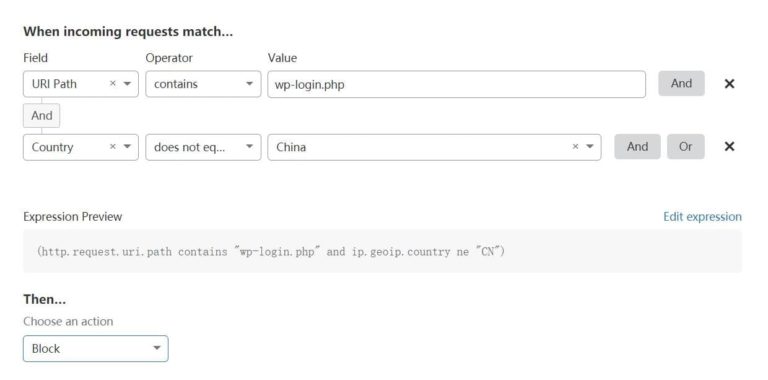 When incoming requests match...
Field Operator Value
URI Path × contains wp-login.php And ×
And
Country × does not eq... China × And Or ×
Expression Preview Edit expression
(http.request.uri.path contains "wp-login.php" and ip.geoip.country ne "CN")
Then...
Choose an action
Block